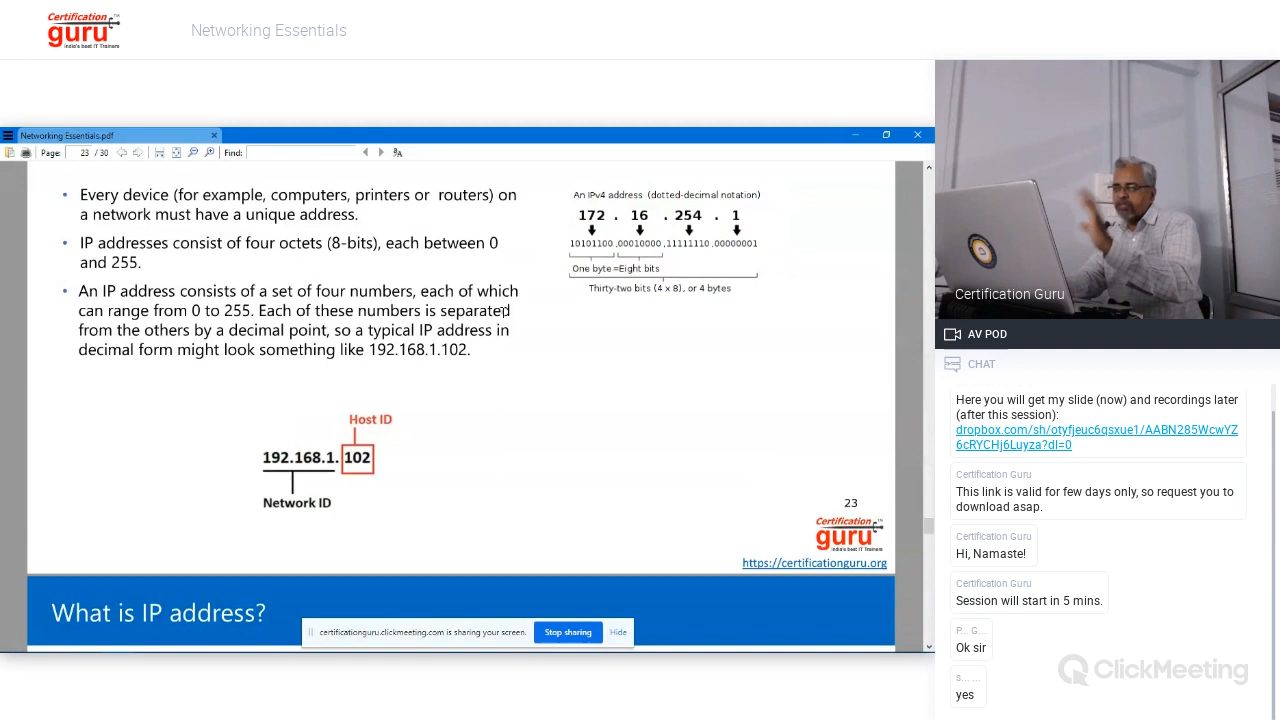 Certification
guru
India's best IT Trainers
Networking Essentials
Networking Essentials.pdf
Page: 23 / 30 Find:
• Every device (for example, computers, printers or routers) on
a network must have a unique address.
• IP addresses consist of four octets (8-bits), each between 0
and 255.
• An IP address consists of a set of four numbers, each of which
can range from 0 to 255. Each of these numbers is separated
from the others by a decimal point, so a typical IP address in
decimal form might look something like 192.168.1.102.
An IPv4 address (dotted-decimal notation)
172 . 16 . 254 . 1
10101100 .00010000 .11111110 .00000001
One byte =Eight bits
Thirty-two bits (4 x 8), or 4 bytes
Host ID
192.168.1.102
Network ID
23
Certification
guru
India's best IT Trainers
https://certificationguru.org
What is IP address?
certificationguru.clickmeeting.com is sharing your screen. Stop sharing Hide
Certification Guru
AV POD
CHAT
Here you will get my slide (now) and recordings later
(after this session):
dropbox.com/sh/otyfjeuc6qsxue1/AABN285WcwYZ
6cRYCHj6Luyza?dl=0
Certification Guru
This link is valid for few days only, so request you to
download asap.
Certification Guru
Hi, Namaste!
Certification Guru
Session will start in 5 mins.
P... G...
Ok sir
s... ...
yes
ClickMeeting